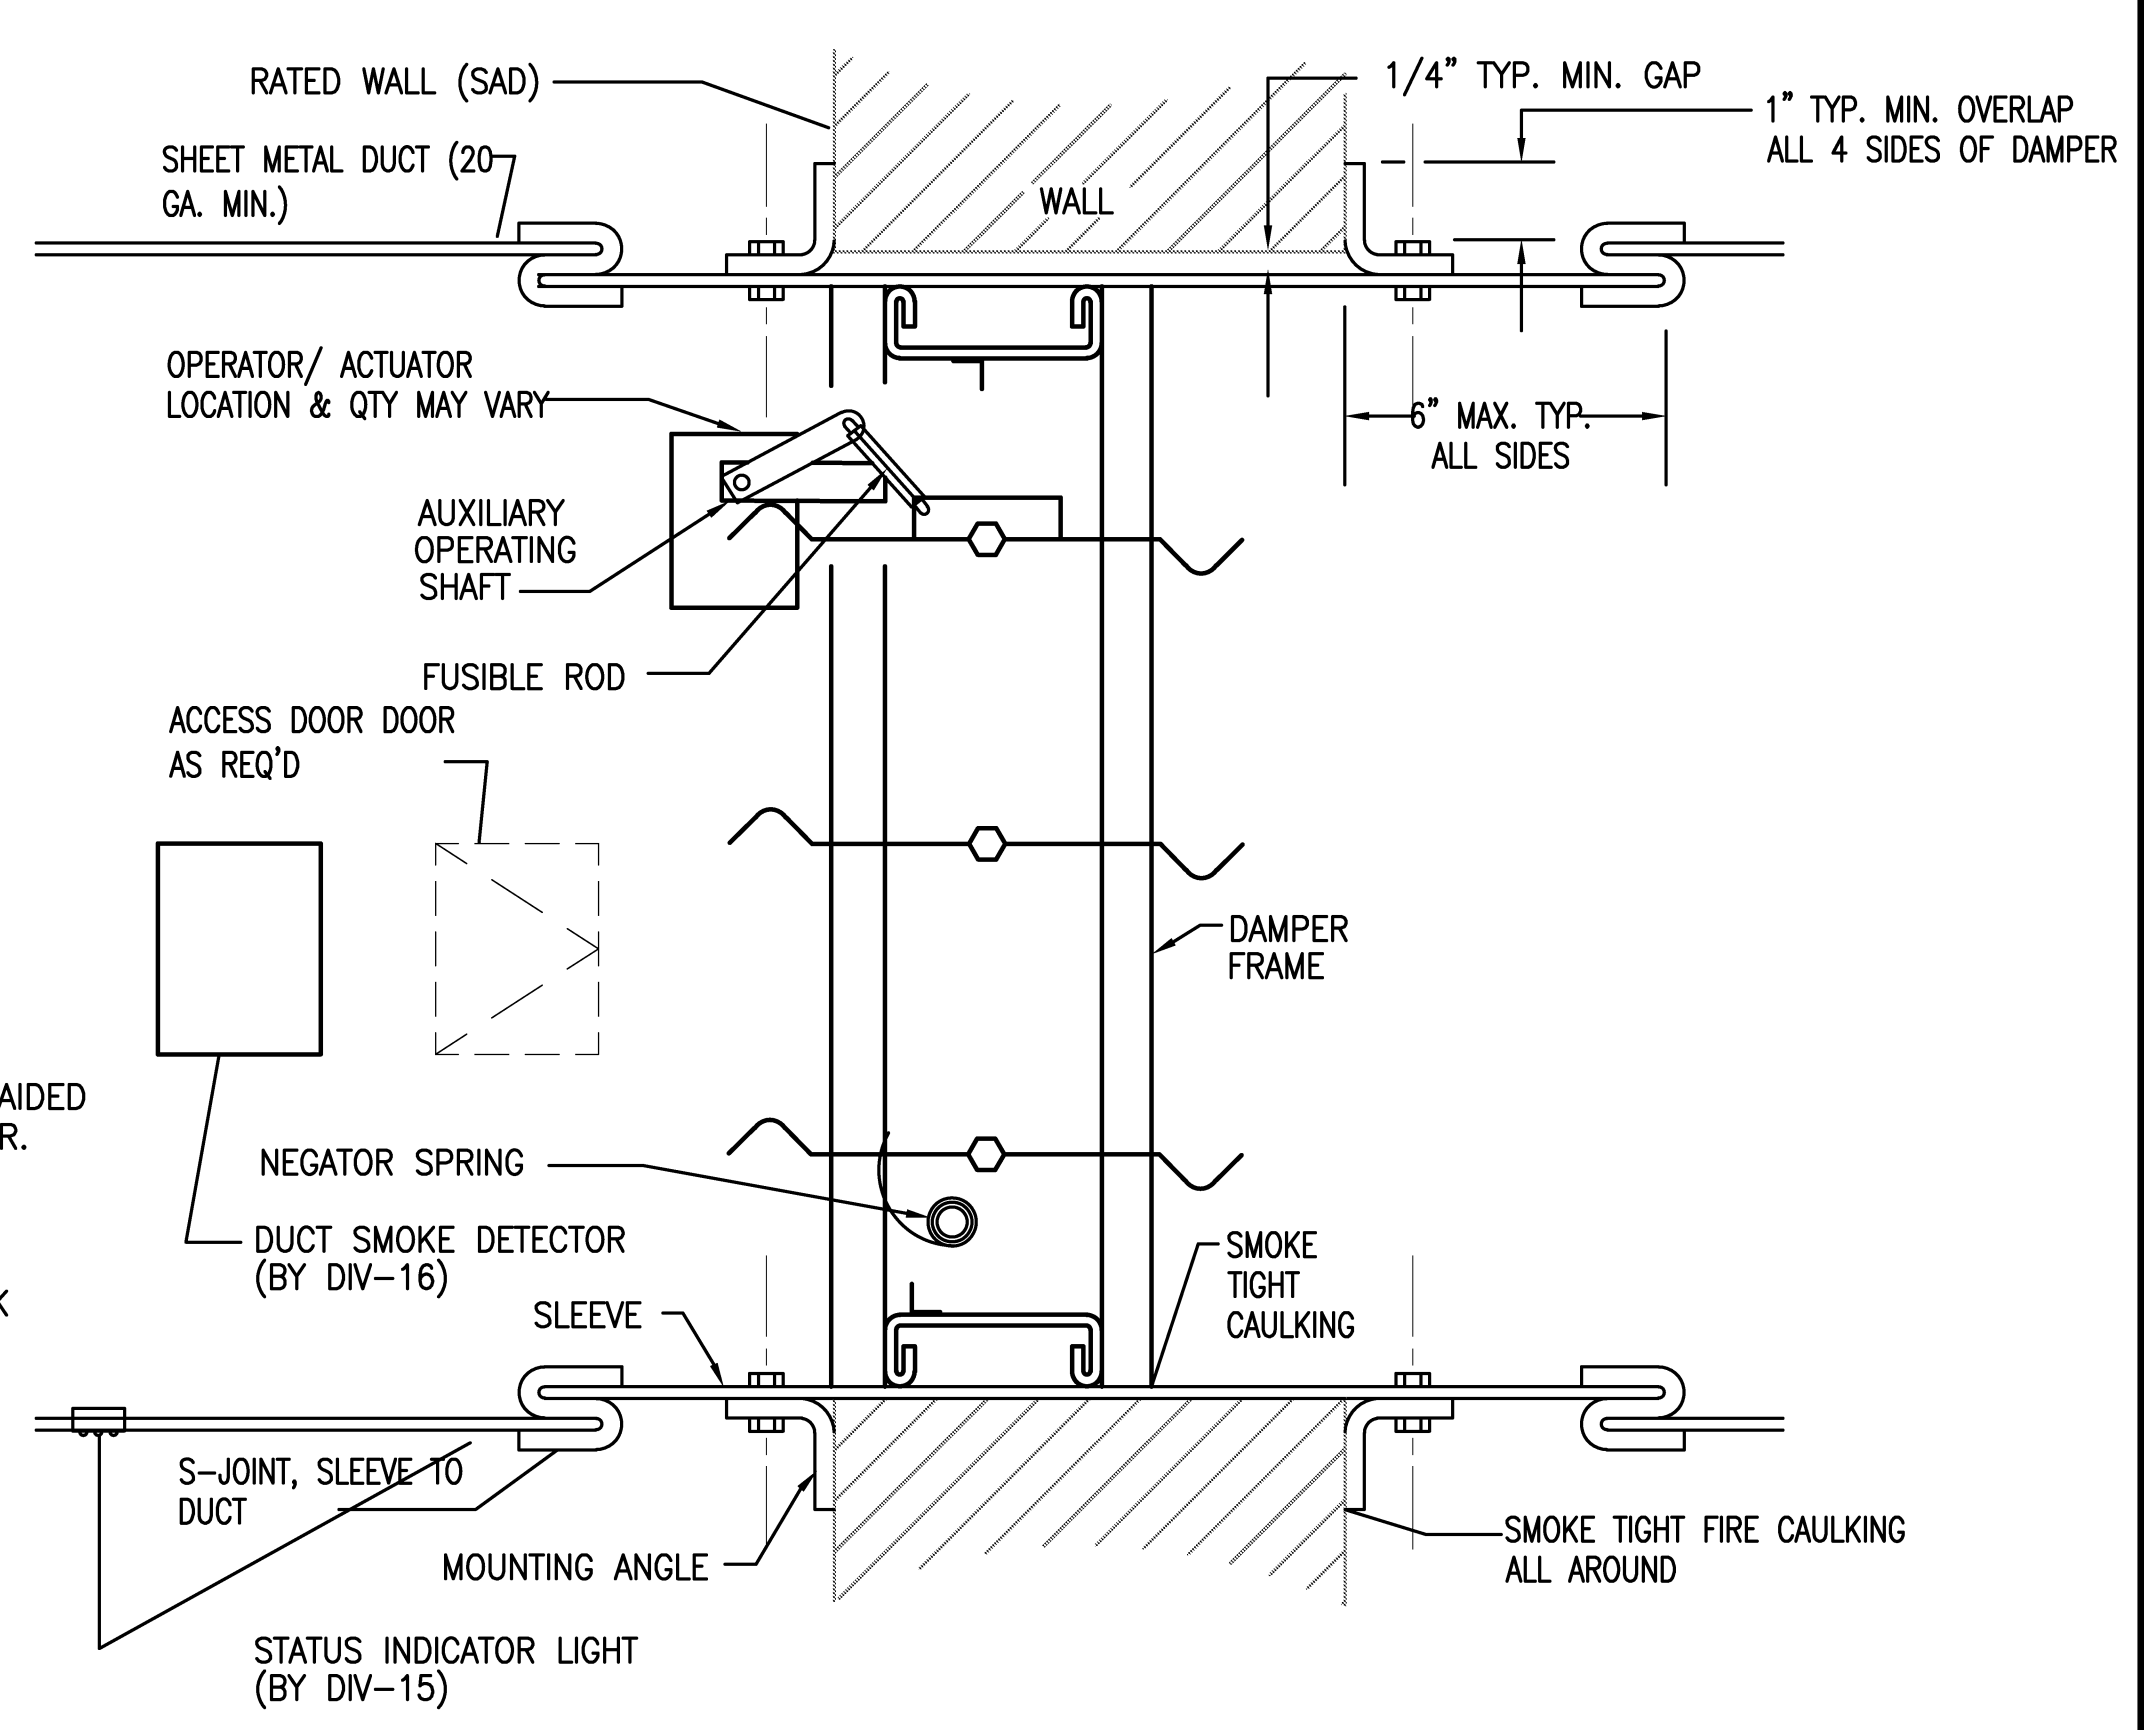 RATED WALL (SAD)
SHEET METAL DUCT (20
GA. MIN.)
1/4" TYP. MIN. GAP
1" TYP. MIN. OVERLAP
ALL 4 SIDES OF DAMPER
WALL
OPERATOR/ ACTUATOR
LOCATION & QTY MAY VARY
6" MAX. TYP.
ALL SIDES
AUXILIARY
OPERATING
SHAFT
FUSIBLE ROD
ACCESS DOOR DOOR
AS REQ'D
DAMPER
FRAME
AIDED
R.
NEGATOR SPRING
DUCT SMOKE DETECTOR
(BY DIV-16)
K
SLEEVE
SMOKE
TIGHT
CAULKING
S-JOINT, SLEEVE TO
DUCT
MOUNTING ANGLE
SMOKE TIGHT FIRE CAULKING
ALL AROUND
STATUS INDICATOR LIGHT
(BY DIV-15)